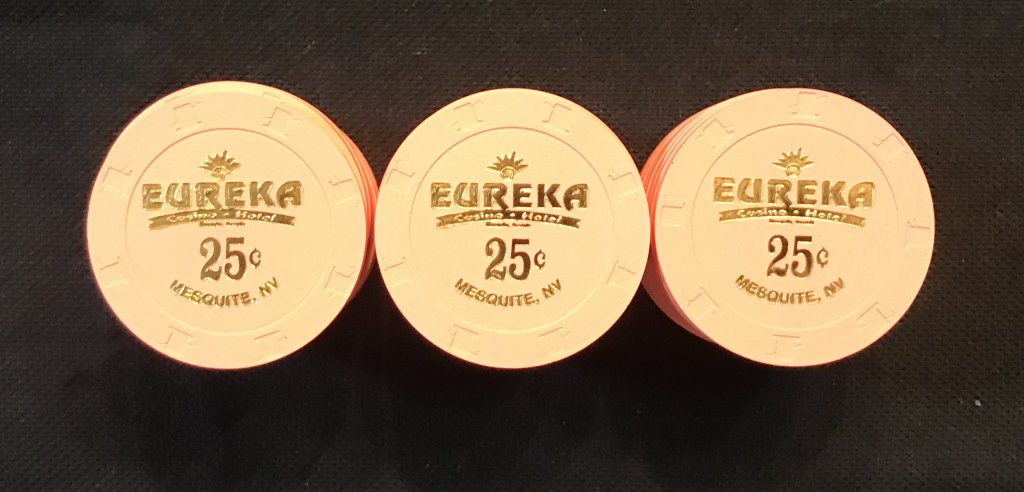 EUREKA
Casino • Hotel
25¢
MESQUITE, NV
EUREKA
Casino • Hotel
25¢
MESQUITE, NV
EUREKA
Casino • Hotel
25¢
MESQUITE, NV